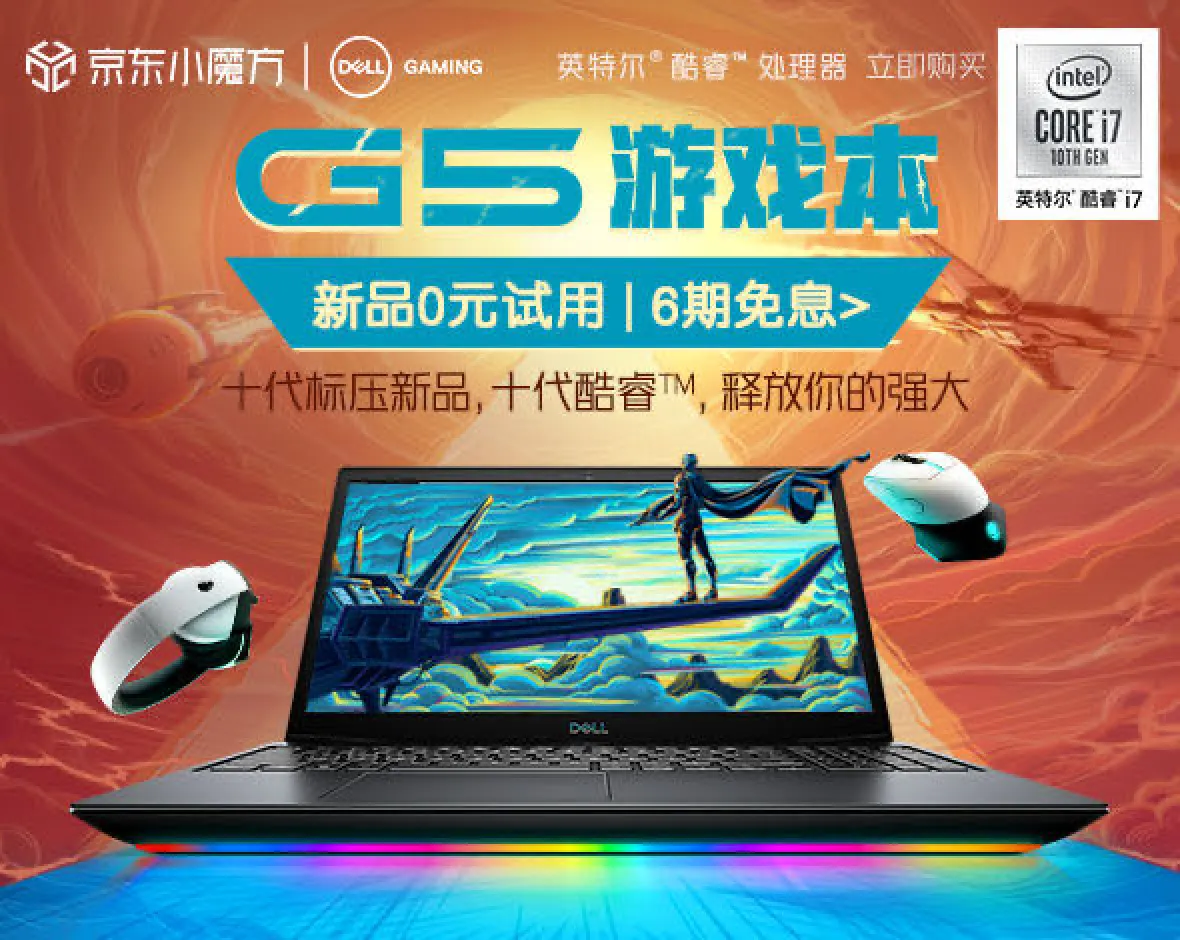 京东小魔方 | DELL GAMING
英特尔® 酷睿™ 处理器 立即购买
intel
CORE i7
10TH GEN
英特尔® 酷睿™ i7
G5 游戏本
新品0元试用 | 6期免息>
十代标压新品,十代酷睿™,释放你的强大
DELL